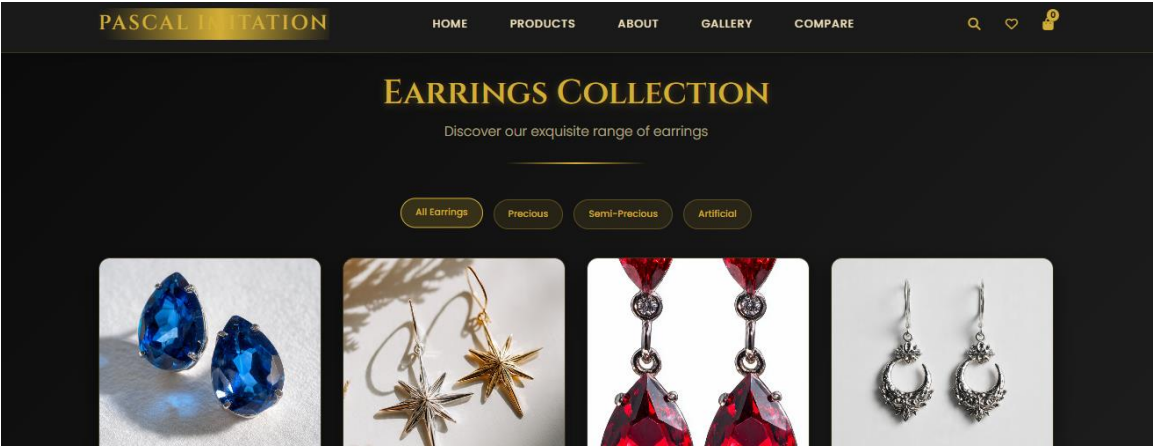 PASCAL IMITATION
HOME PRODUCTS ABOUT GALLERY COMPARE
0
EARRINGS COLLECTION
Discover our exquisite range of earrings
All Earrings Precious Semi-Precious Artificial